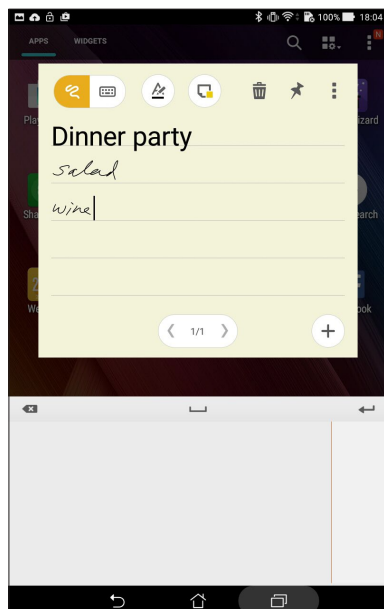 100% 18:04
APPS WIDGETS
N
Dinner party
salad
wine
1/1